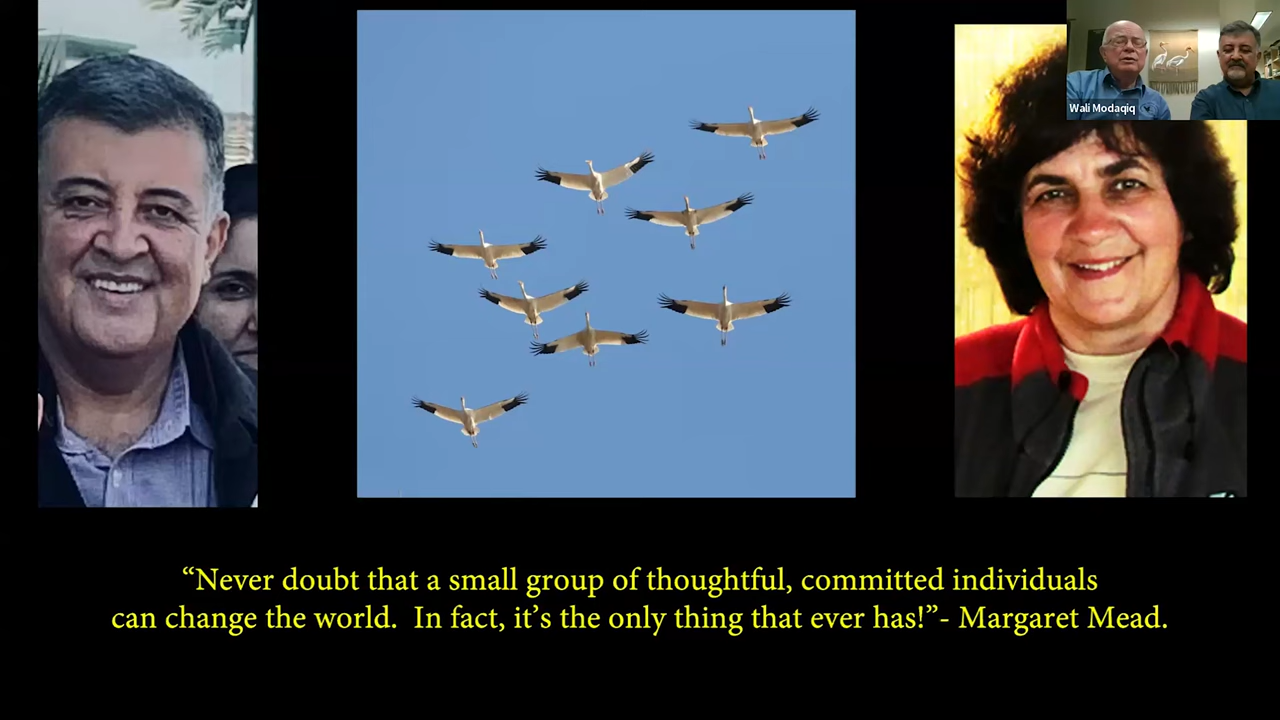 Wali Modaqiq
“Never doubt that a small group of thoughtful, committed individuals
can change the world.  In fact, it’s the only thing that ever has!”- Margaret Mead.